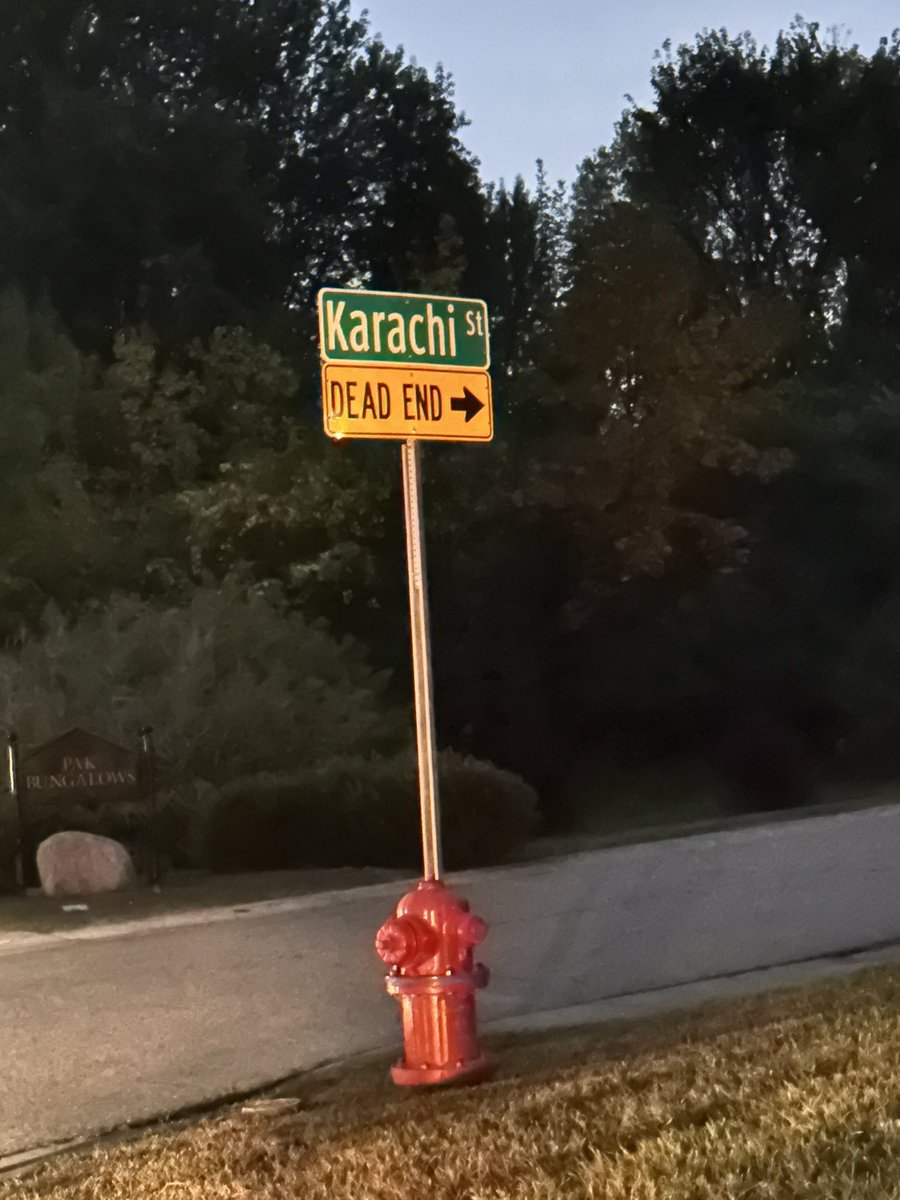 Karachi St
DEAD END
PAK
BUNGALOWS